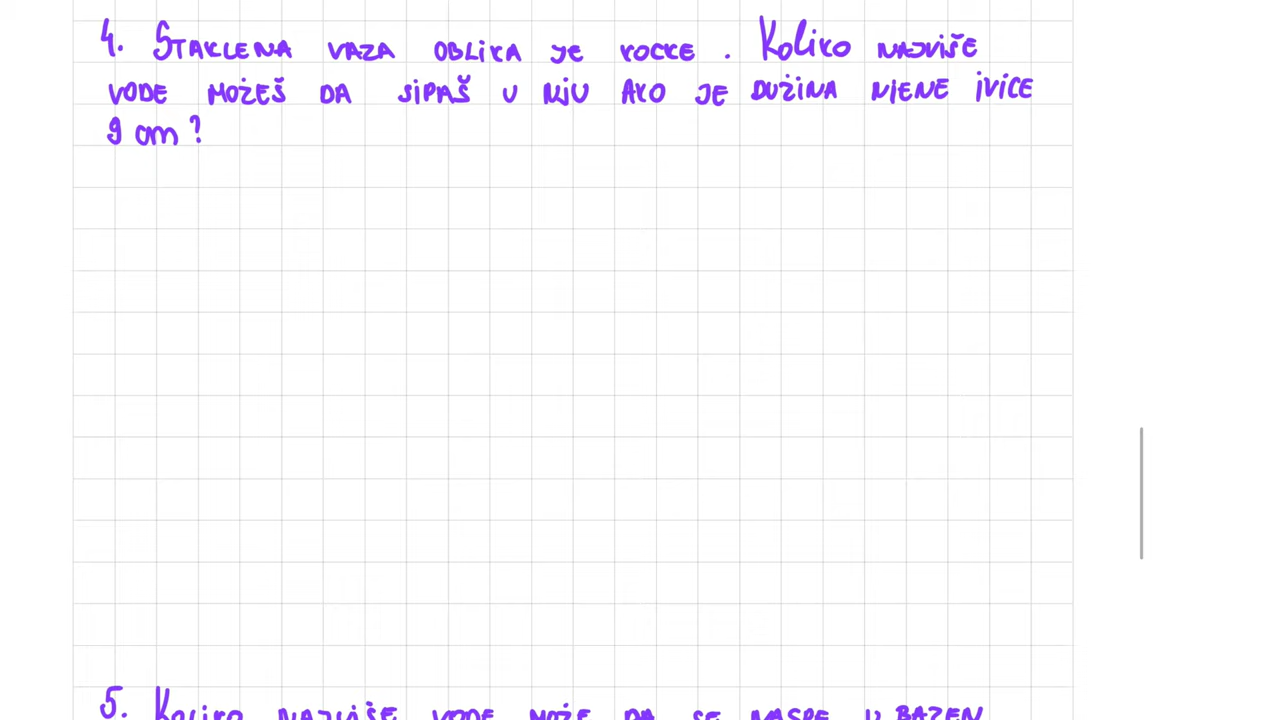 4. Staklena vaza oblika je kocke. Koliko najviše
vode možeš da sipaš u nju ako je dužina njene ivice
9 cm?
5. Koliko najviše vode može da se naspe u bazen